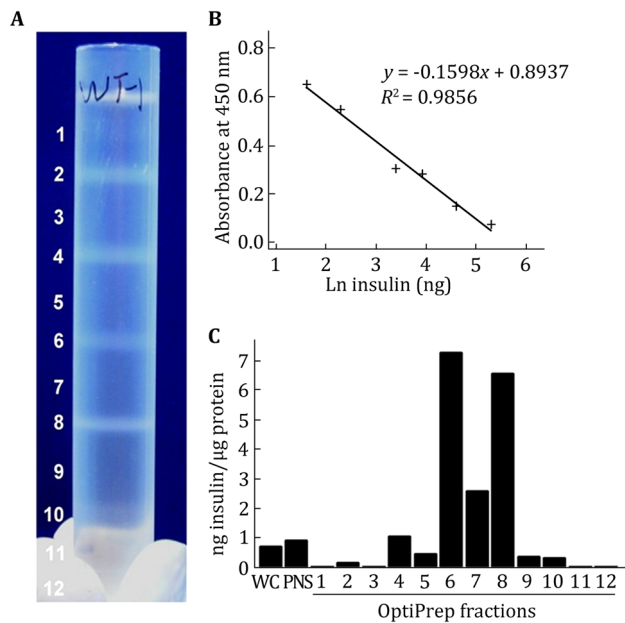 A
WT-1
1
2
3
4
5
6
7
8
9
10
11
12
B
Absorbance at 450 nm
0.8
0.6
0.4
0.2
0.0
y = -0.1598x + 0.8937
R² = 0.9856
1 2 3 4 5 6
Ln insulin (ng)
C
ng insulin/μg protein
7
6
5
4
3
2
1
0
WC PNS 1 2 3 4 5 6 7 8 9 10 11 12
OptiPrep fractions